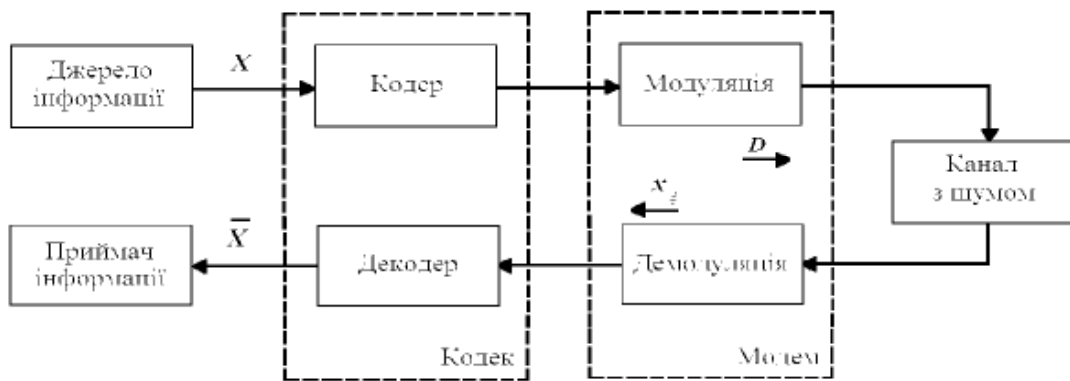 Джерело
інформації
X
Кодер
Модуляція
D
Канал
з шумом
x
Приймач
інформації
X̅
Декодер
Демодуляція
Кодек
Модем